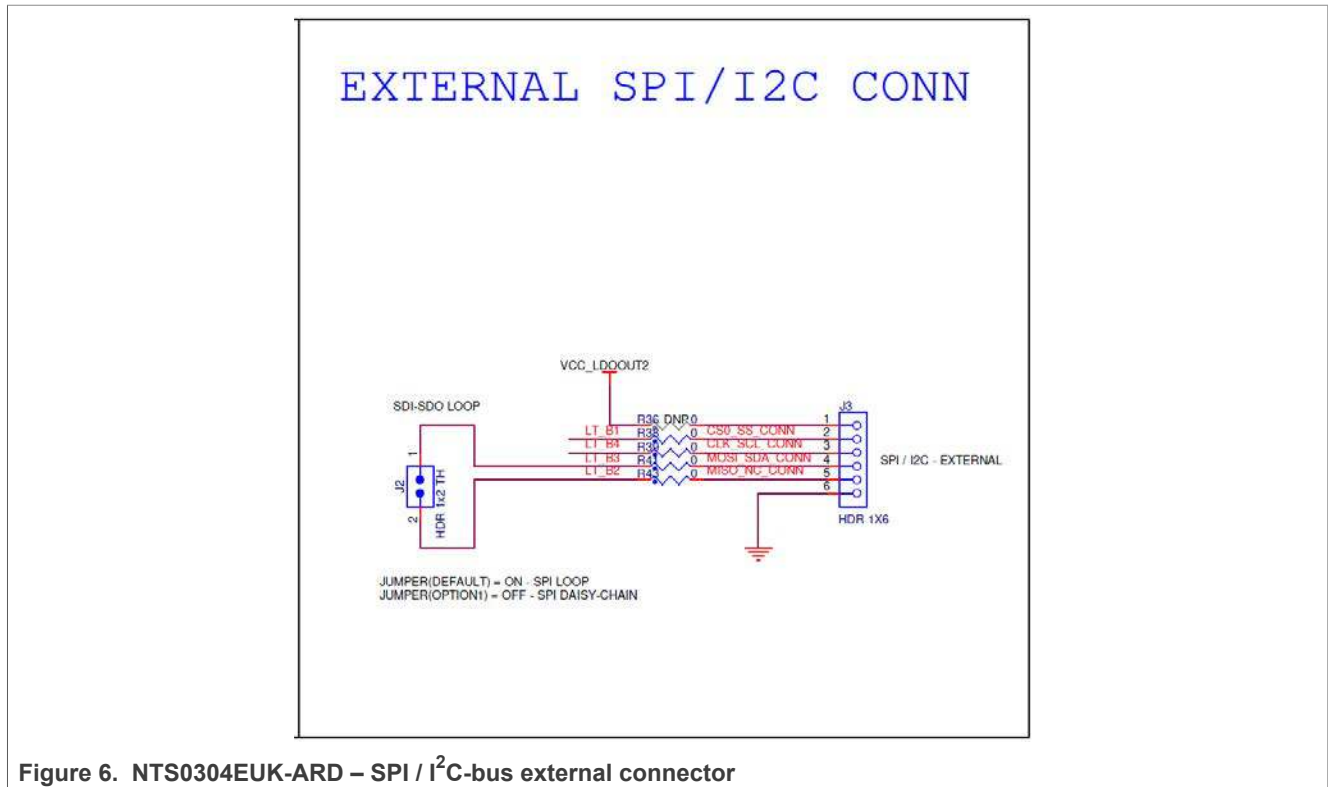 EXTERNAL SPI/I2C CONN
VCC_LDOOUT2
SDI-SDO LOOP
J3
R36 DNP 0 1
LT_B1 R38 0 CS0_SS_CONN 2
LT_B4 R39 0 CLK_SCL_CONN 3
LT_B3 R41 0 MOSI_SDA_CONN 4
LT_B2 R43 0 MISO_NC_CONN 5
6
SPI / I2C - EXTERNAL
1
J2
HDR 1x2 TH
2
HDR 1X6
JUMPER(DEFAULT) = ON - SPI LOOP
JUMPER(OPTION1) = OFF - SPI DAISY-CHAIN
Figure 6. NTS0304EUK-ARD – SPI / I²C-bus external connector